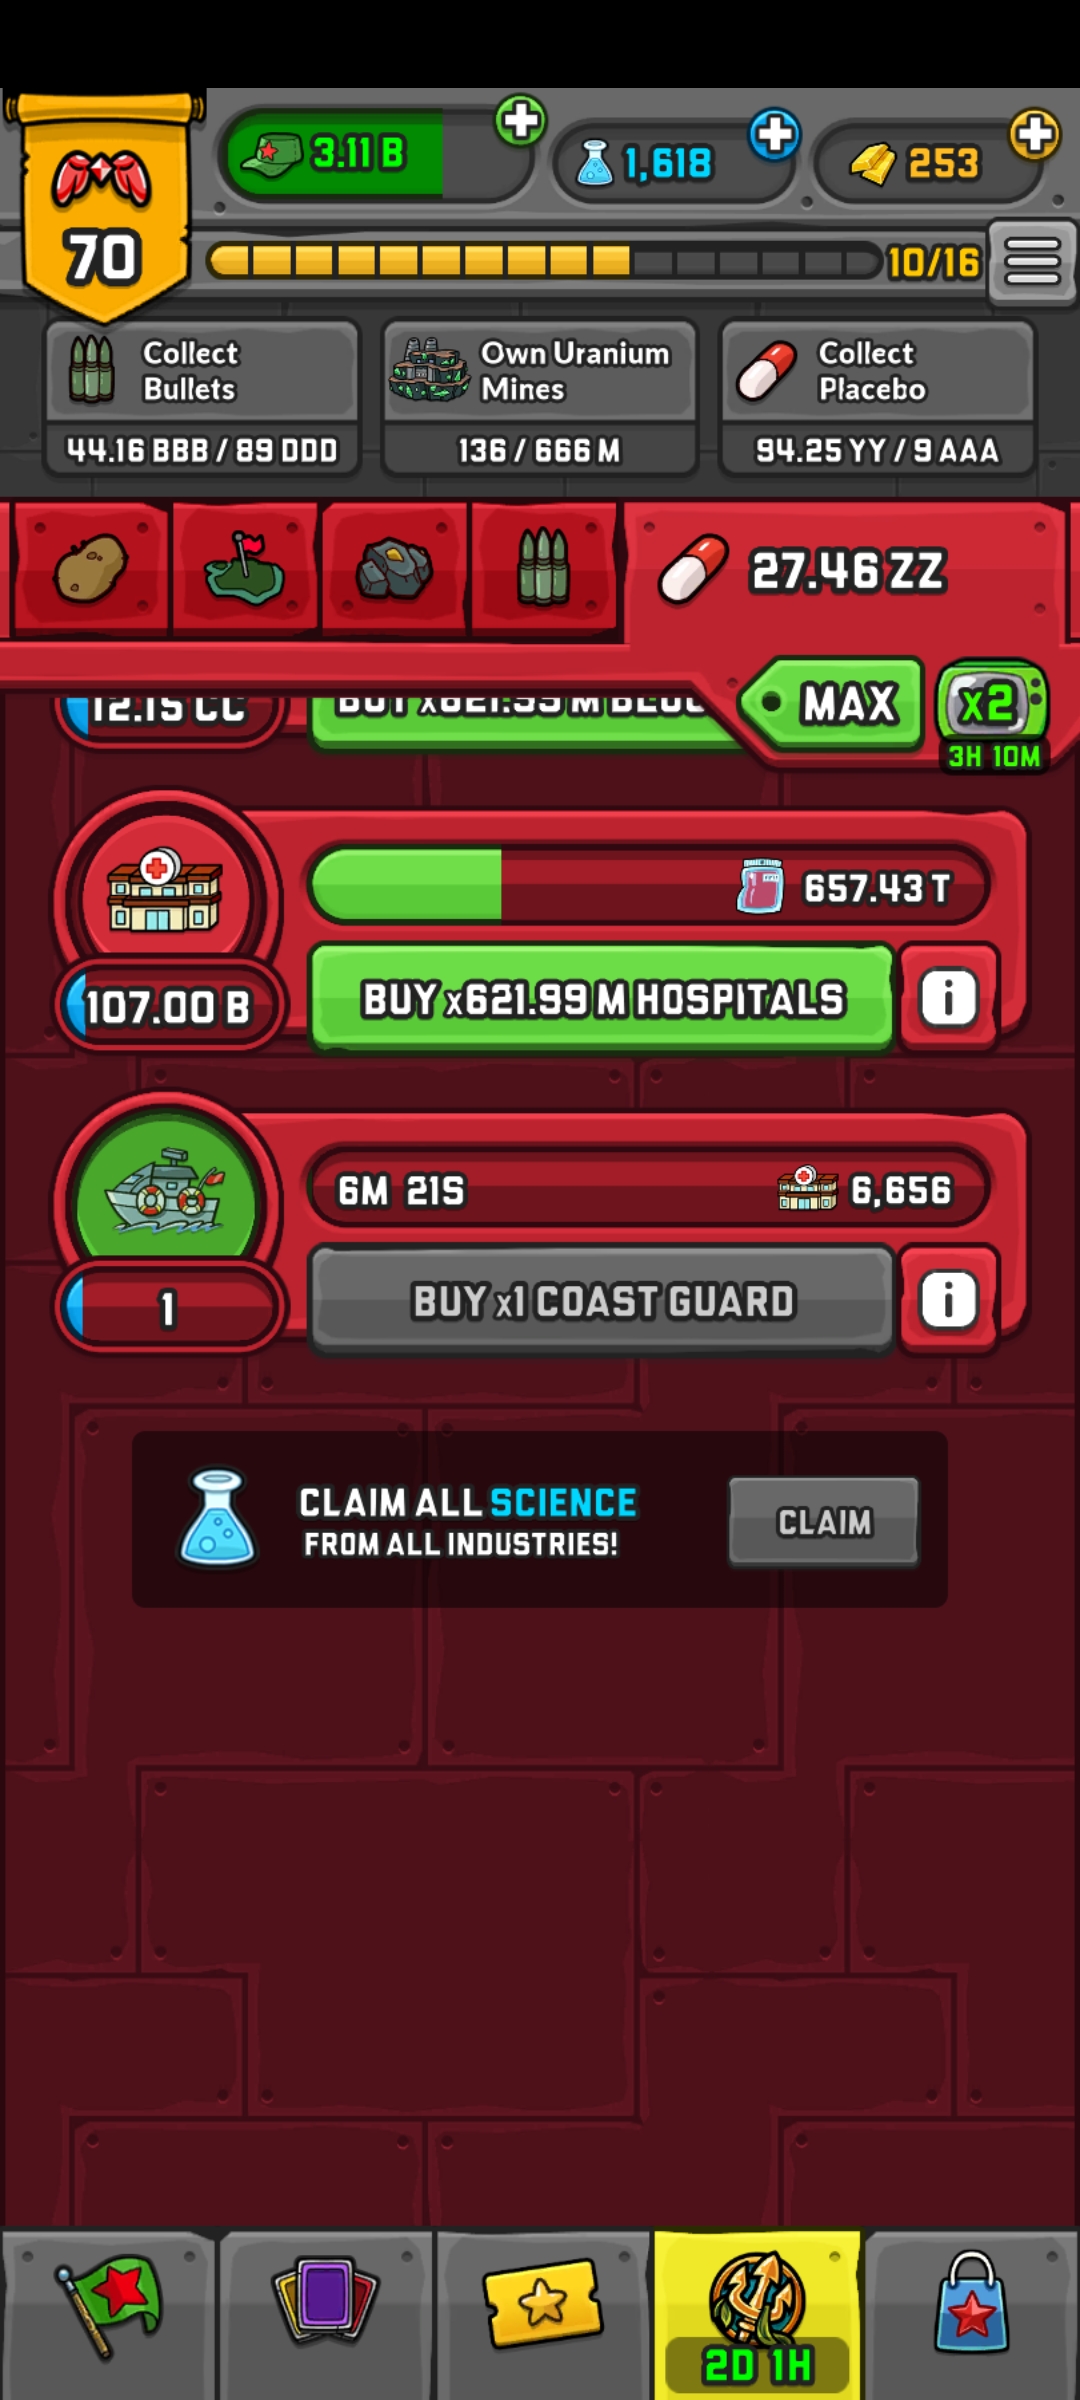 3.11 B
1,618
253
70
10/16
Collect
Bullets
Own Uranium
Mines
Collect
Placebo
44.16 BBB / 89 DDD
136 / 666 M
94.25 YY / 9 AAA
27.46 ZZ
MAX
x2
3H 10M
12.15 CC
657.43 T
107.00 B
BUY x621.99 M HOSPITALS
i
6M 21S
6,656
1
BUY x1 COAST GUARD
i
CLAIM ALL SCIENCE
FROM ALL INDUSTRIES!
CLAIM
2D 1H